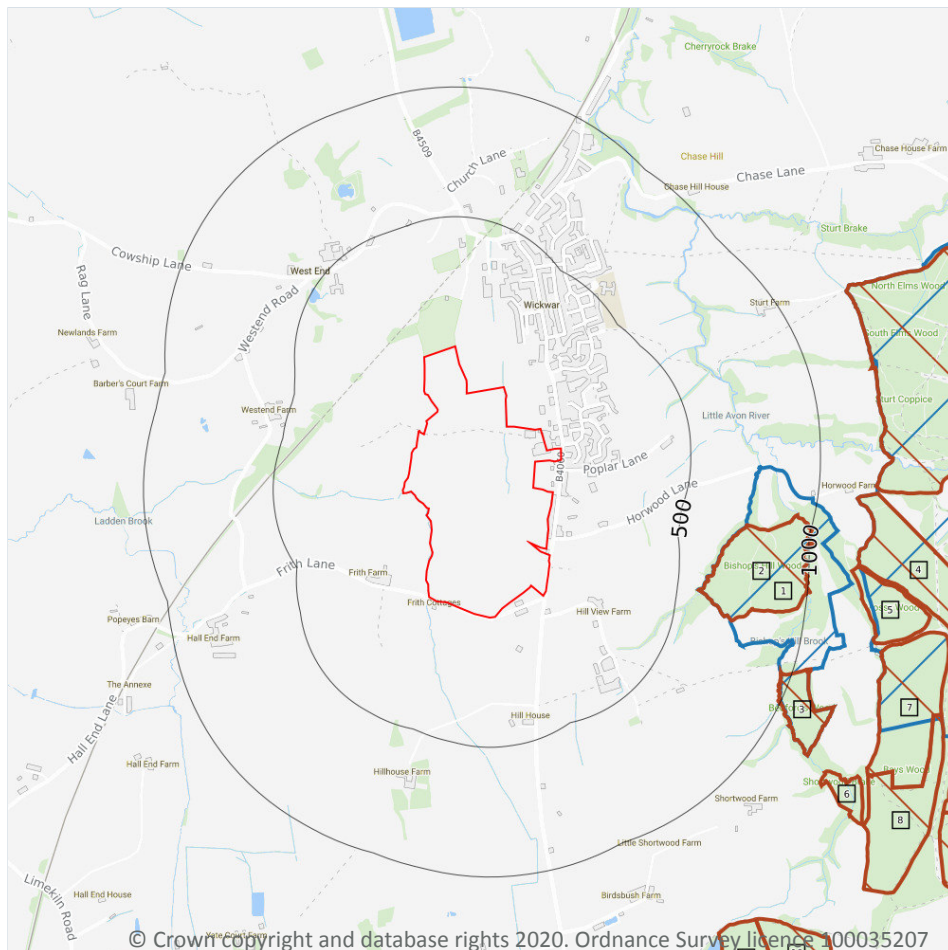 Cherryrock Brake
B4509
Church Lane
Chase Hill
Chase House Farm
Chase Lane
Chase Hill House
Sturt Brake
Cowship Lane
West End
North Elms Wood
Rag Lane
Westend Road
Wickwar
Sturt Farm
South Elms Wood
Newlands Farm
Barber's Court Farm
Sturt Coppice
Westend Farm
Little Avon River
B4060
Poplar Lane
Horwood Lane
Horwood Farm
500
1000
Ladden Brook
Frith Lane
Frith Farm
2
1
4
5
Frith Cottages
Hill View Farm
Popeyes Barn
Hall End Farm
The Annexe
3
7
Hall End Lane
Hill House
Hall End Farm
Hillhouse Farm
6
8
Shortwood Farm
Little Shortwood Farm
Limekiln Road
Hall End House
Birdsbush Farm
© Crown copyright and database rights 2020. Ordnance Survey licence 100035207